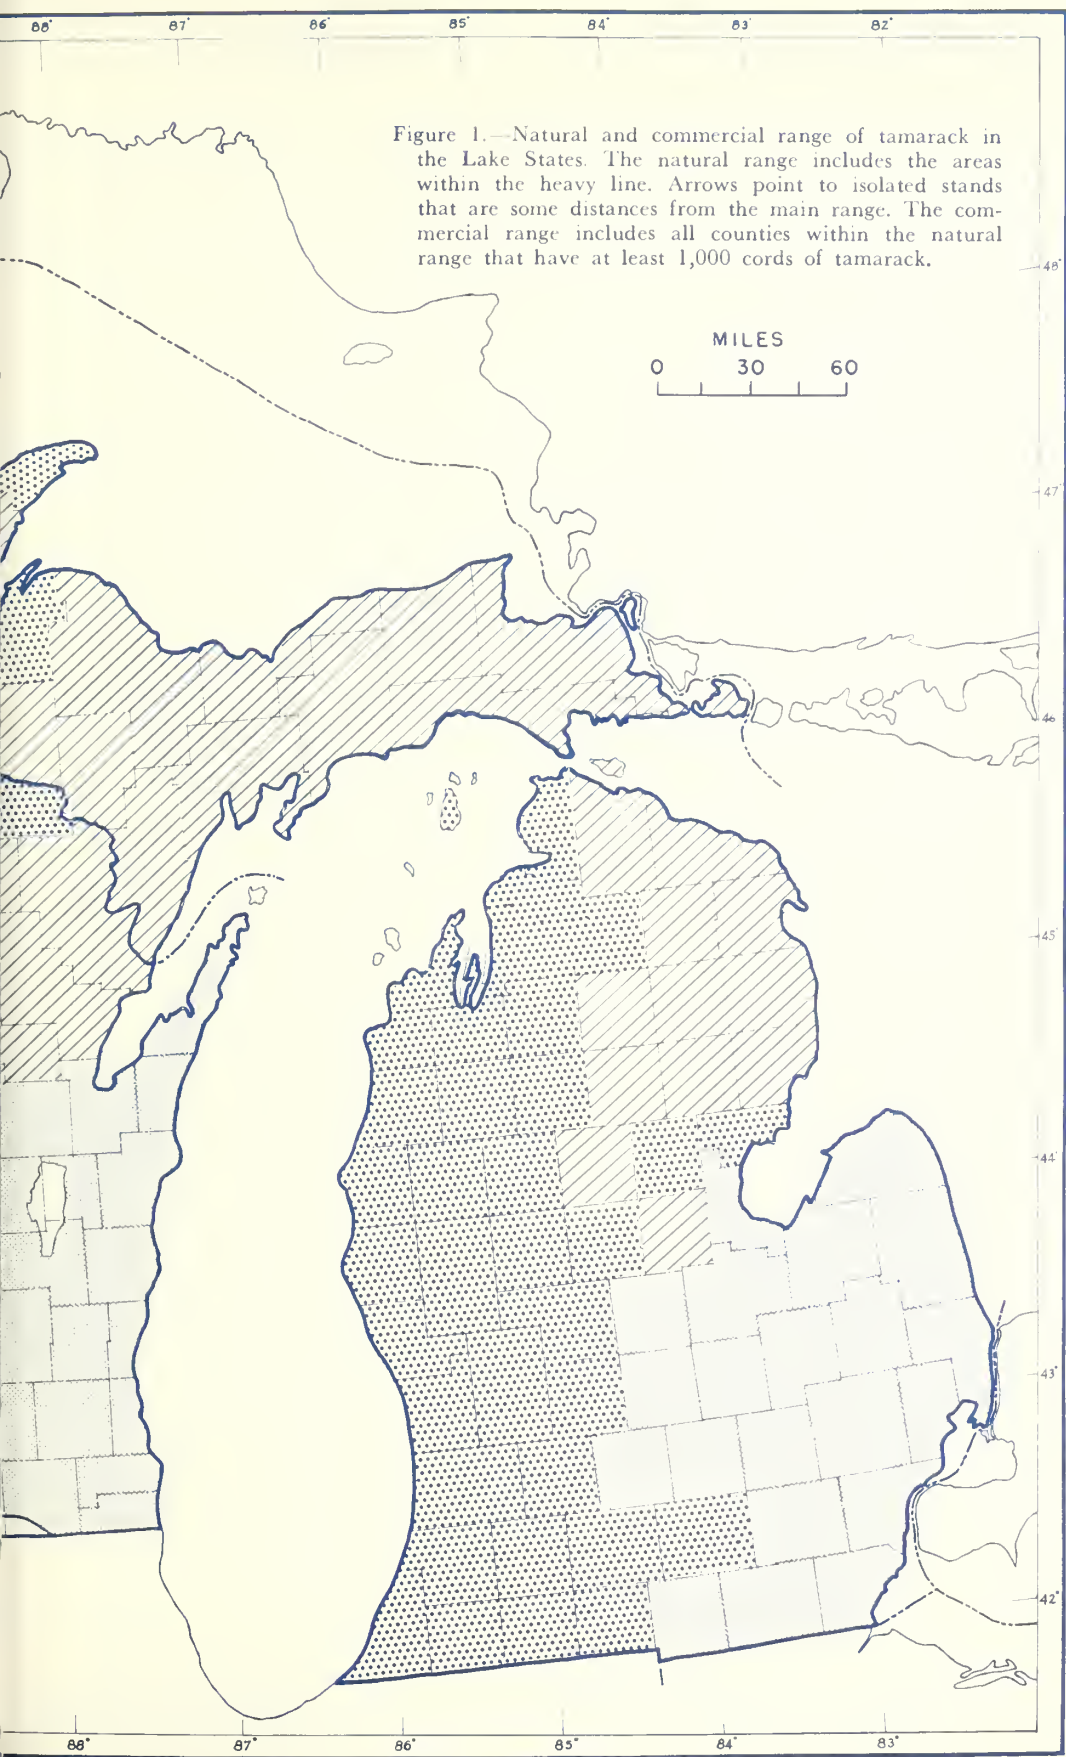 88° 87° 86° 85° 84° 83° 82°
Figure 1.—Natural and commercial range of tamarack in
the Lake States. The natural range includes the areas
within the heavy line. Arrows point to isolated stands
that are some distances from the main range. The com-
mercial range includes all counties within the natural
range that have at least 1,000 cords of tamarack.
48°
MILES
0 30 60
47°
46°
45°
44°
43°
42°
88° 87° 86° 85° 84° 83°